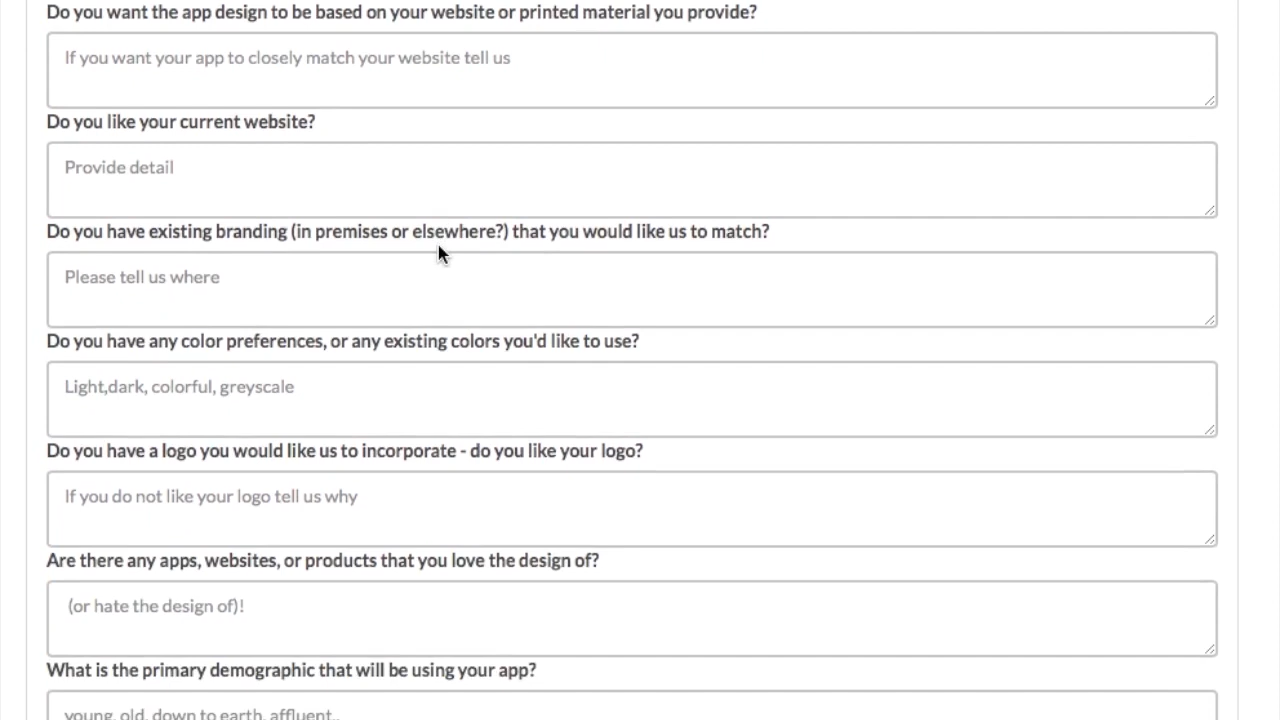 Do you want the app design to be based on your website or printed material you provide?
If you want your app to closely match your website tell us
Do you like your current website?
Provide detail
Do you have existing branding (in premises or elsewhere?) that you would like us to match?
Please tell us where
Do you have any color preferences, or any existing colors you'd like to use?
Light,dark, colorful, greyscale
Do you have a logo you would like us to incorporate - do you like your logo?
If you do not like your logo tell us why
Are there any apps, websites, or products that you love the design of?
(or hate the design of)!
What is the primary demographic that will be using your app?
young, old, down to earth, affluent..